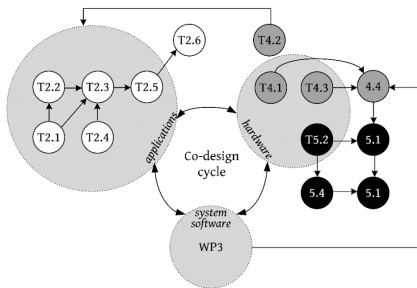 T2.6
T4.2
T2.2
T2.3
T2.5
T4.1
T4.3
4.4
T2.1
T2.4
applications
hardware
T5.2
5.1
Co-design
cycle
5.4
5.1
system
software
WP3